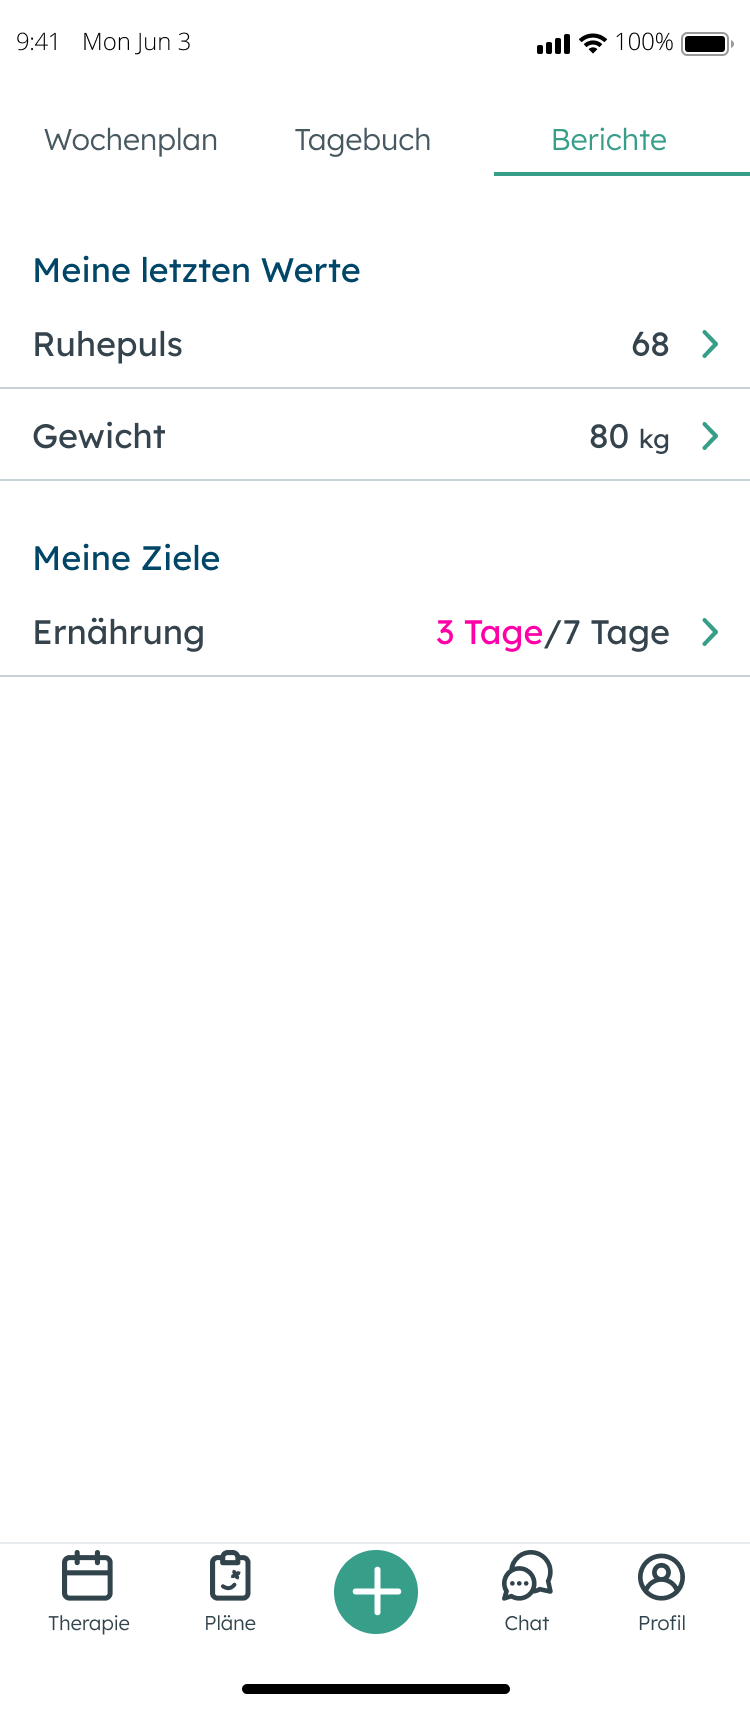 9:41 Mon Jun 3 100%
Wochenplan Tagebuch Berichte
Meine letzten Werte
Ruhepuls 68
Gewicht 80 kg
Meine Ziele
Ernährung 3 Tage/7 Tage
Therapie Pläne Chat Profil